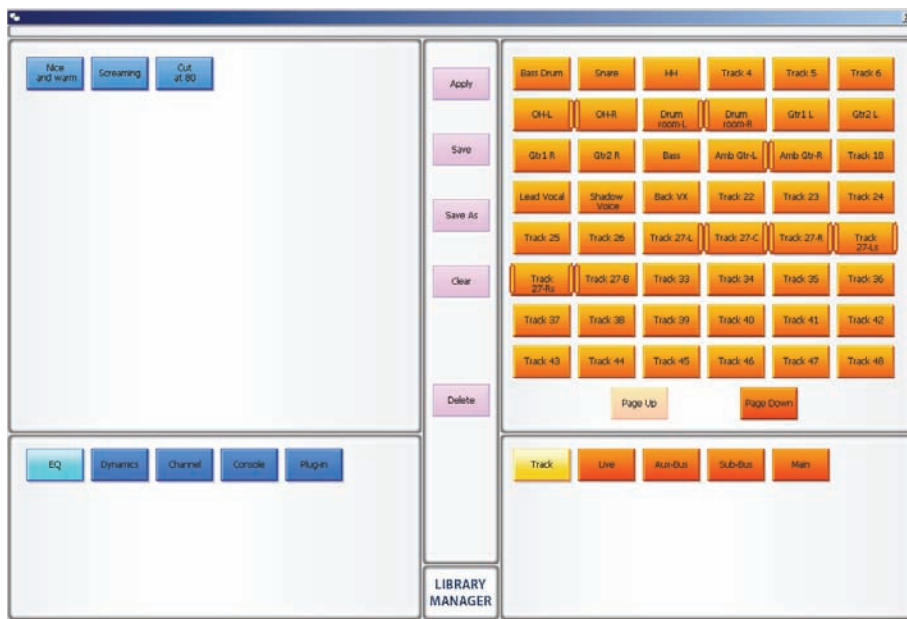 Nice and warm
Screaming
Cut at 80
Apply
Save
Save As
Clear
Delete
Bass Drum Snare HH Track 4 Track 5 Track 6
OH-L OH-R Drum room-L Drum room-R Gtr1 L Gtr2 L
Gtr1 R Gtr2 R Bass Amb Gtr-L Amb Gtr-R Track 18
Lead Vocal Shadow Voice Back VX Track 22 Track 23 Track 24
Track 25 Track 26 Track 27-L Track 27-C Track 27-R Track 27-Ls
Track 27-Rs Track 27-B Track 33 Track 34 Track 35 Track 36
Track 37 Track 38 Track 39 Track 40 Track 41 Track 42
Track 43 Track 44 Track 45 Track 46 Track 47 Track 48
Page Up Page Down
EQ Dynamics Channel Console Plug-in
Track Live Aux-Bus Sub-Bus Main
LIBRARY
MANAGER